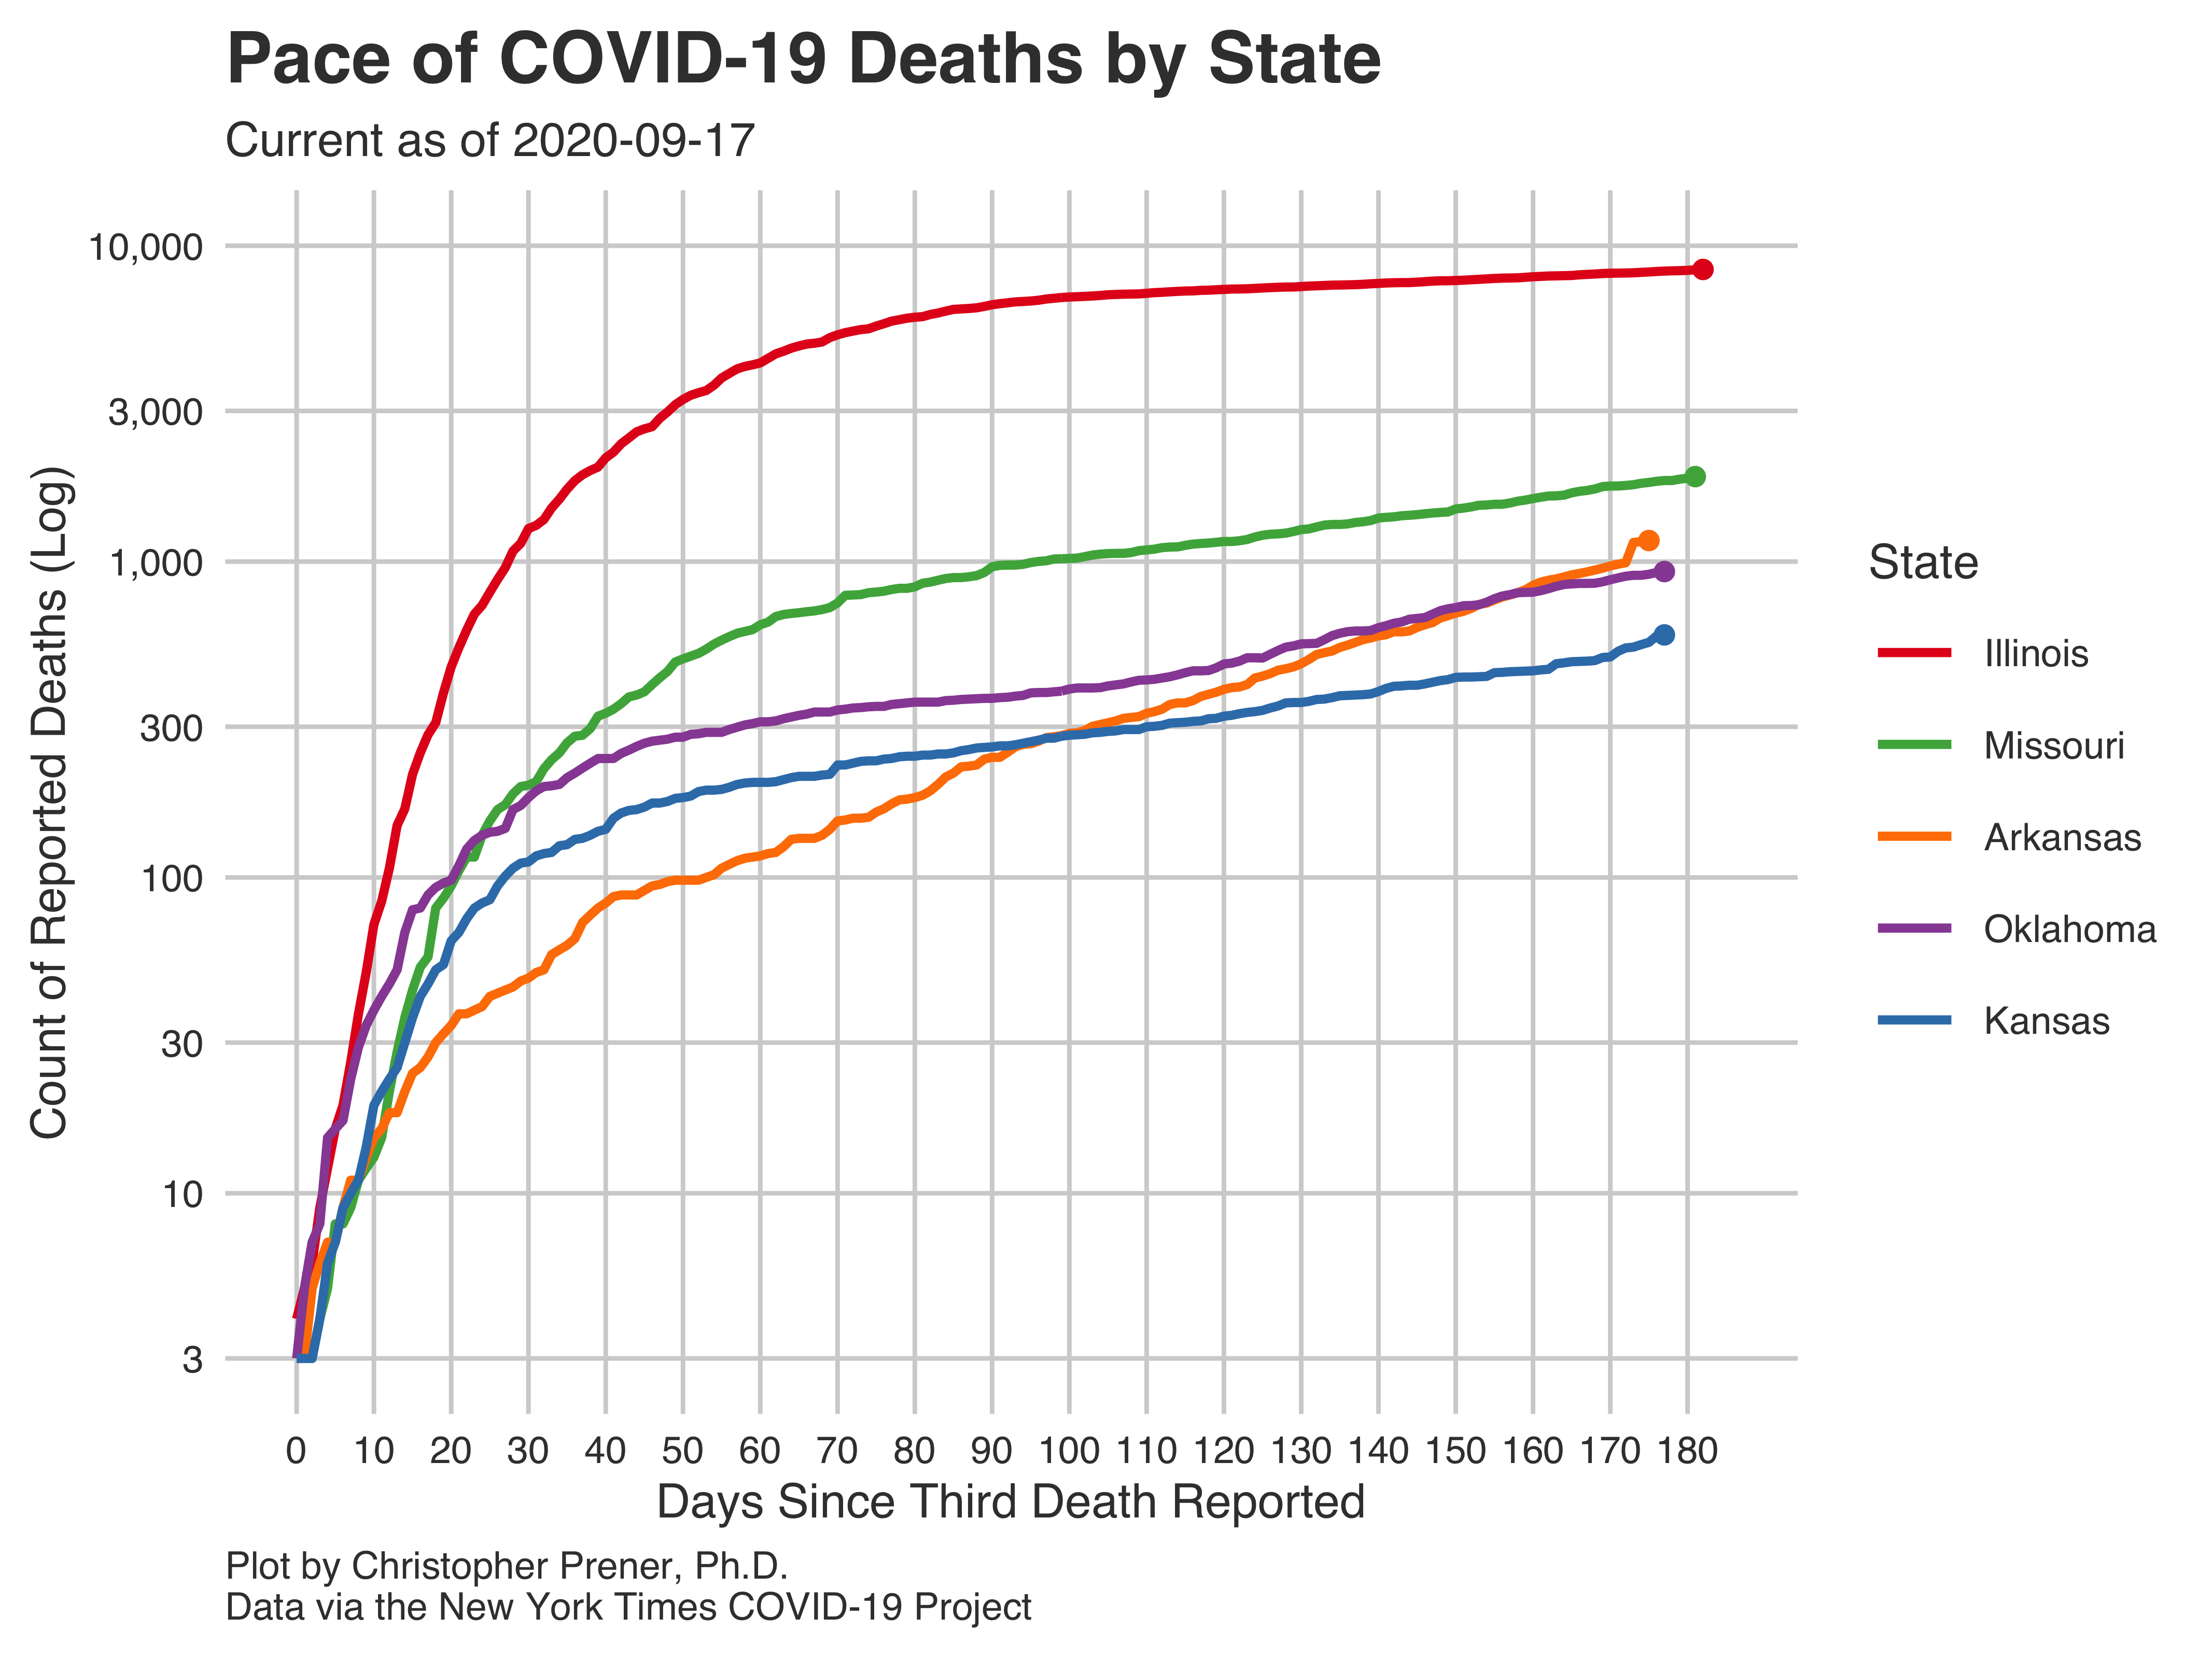 Pace of COVID-19 Deaths by State
Current as of 2020-09-17
Count of Reported Deaths (Log)
10,000
3,000
1,000
300
100
30
10
3
0 10 20 30 40 50 60 70 80 90 100 110 120 130 140 150 160 170 180
Days Since Third Death Reported
State
Illinois
Missouri
Arkansas
Oklahoma
Kansas
Plot by Christopher Prener, Ph.D.
Data via the New York Times COVID-19 Project